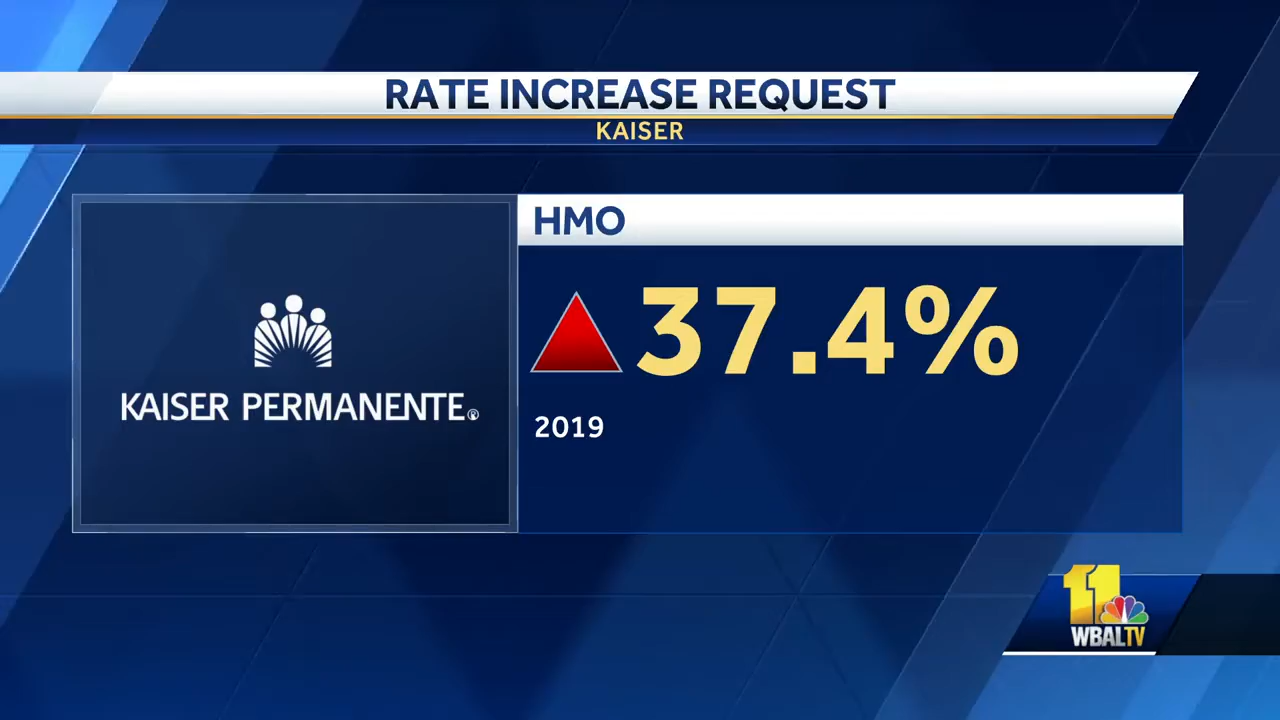 RATE INCREASE REQUEST
KAISER
HMO
37.4%
2019
KAISER PERMANENTE®
11
WBALTV